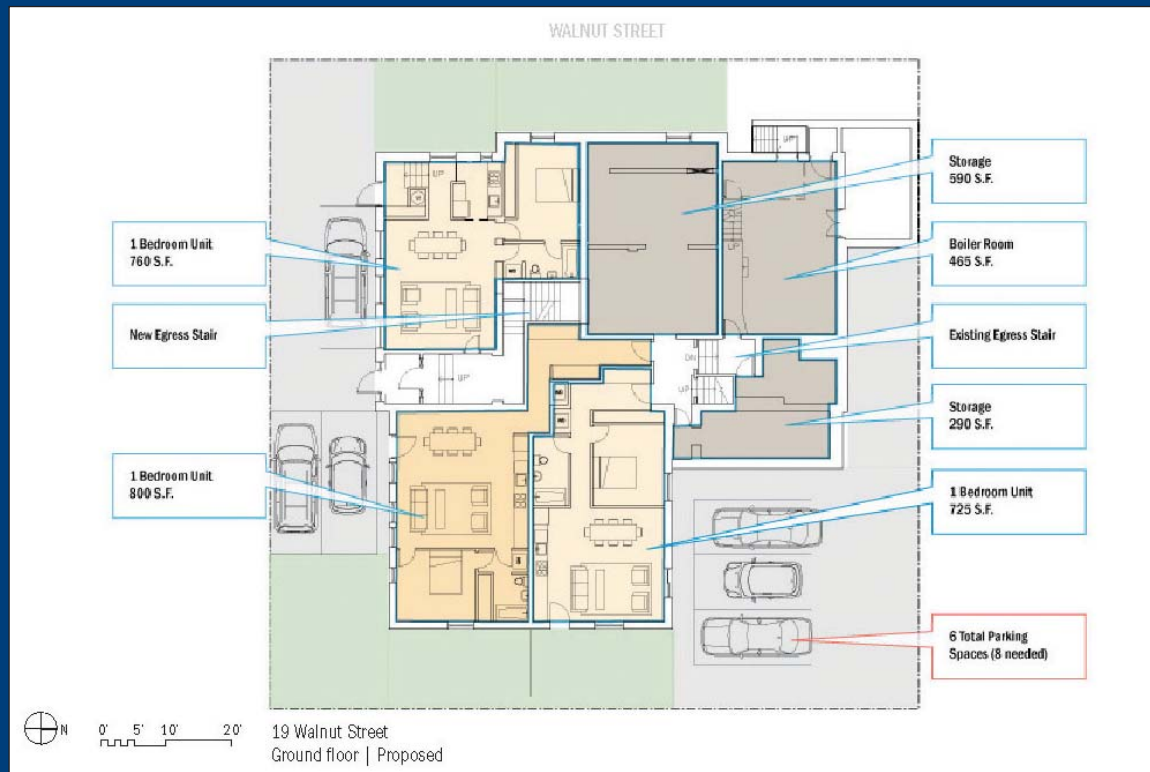 WALNUT STREET
Storage
590 S.F.
Boiler Room
465 S.F.
Existing Egress Stair
Storage
290 S.F.
1 Bedroom Unit
725 S.F.
6 Total Parking
Spaces (8 needed)
1 Bedroom Unit
760 S.F.
New Egress Stair
1 Bedroom Unit
800 S.F.
UP
UP
UP
UP
DN
UP
N
0' 5' 10' 20'
19 Walnut Street
Ground floor | Proposed